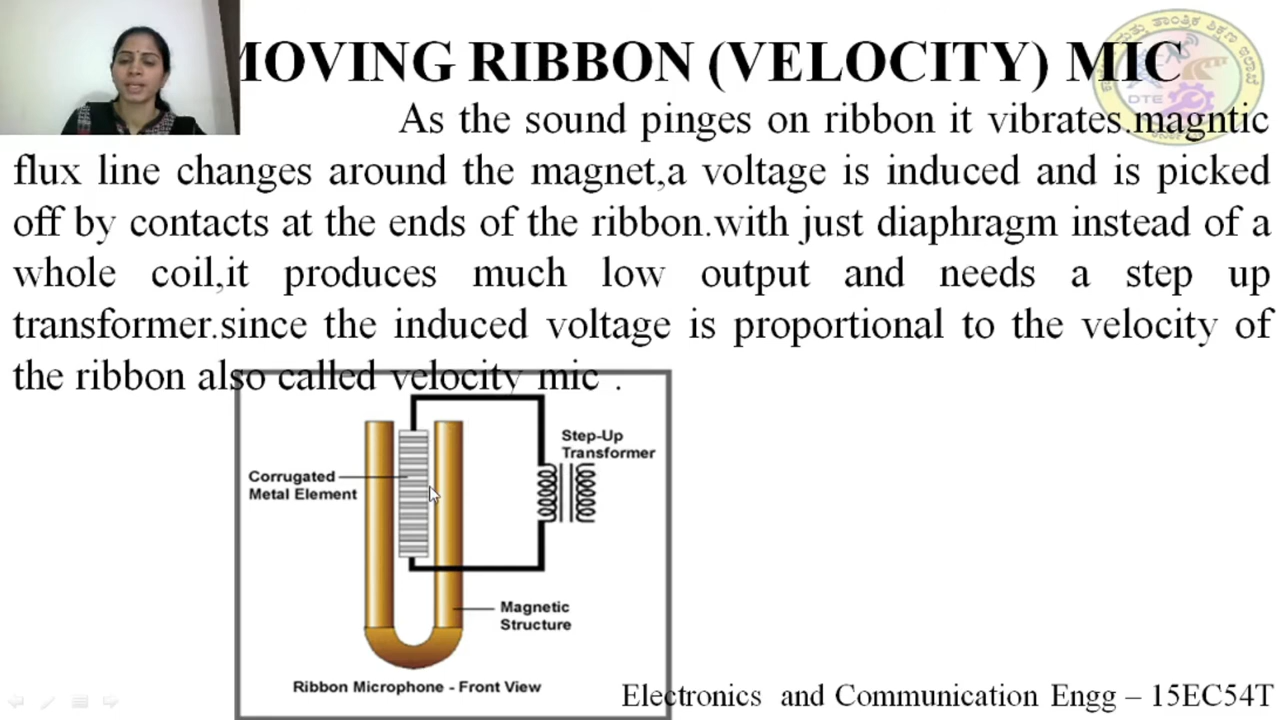 MOVING RIBBON (VELOCITY) MIC
As the sound pinges on ribbon it vibrates.magntic
flux line changes around the magnet,a voltage is induced and is picked
off by contacts at the ends of the ribbon.with just diaphragm instead of a
whole coil,it produces much low output and needs a step up
transformer.since the induced voltage is proportional to the velocity of
the ribbon also called velocity mic .
Step-Up
Transformer
Corrugated
Metal Element
Magnetic
Structure
Ribbon Microphone - Front View
Electronics and Communication Engg – 15EC54T
DTE